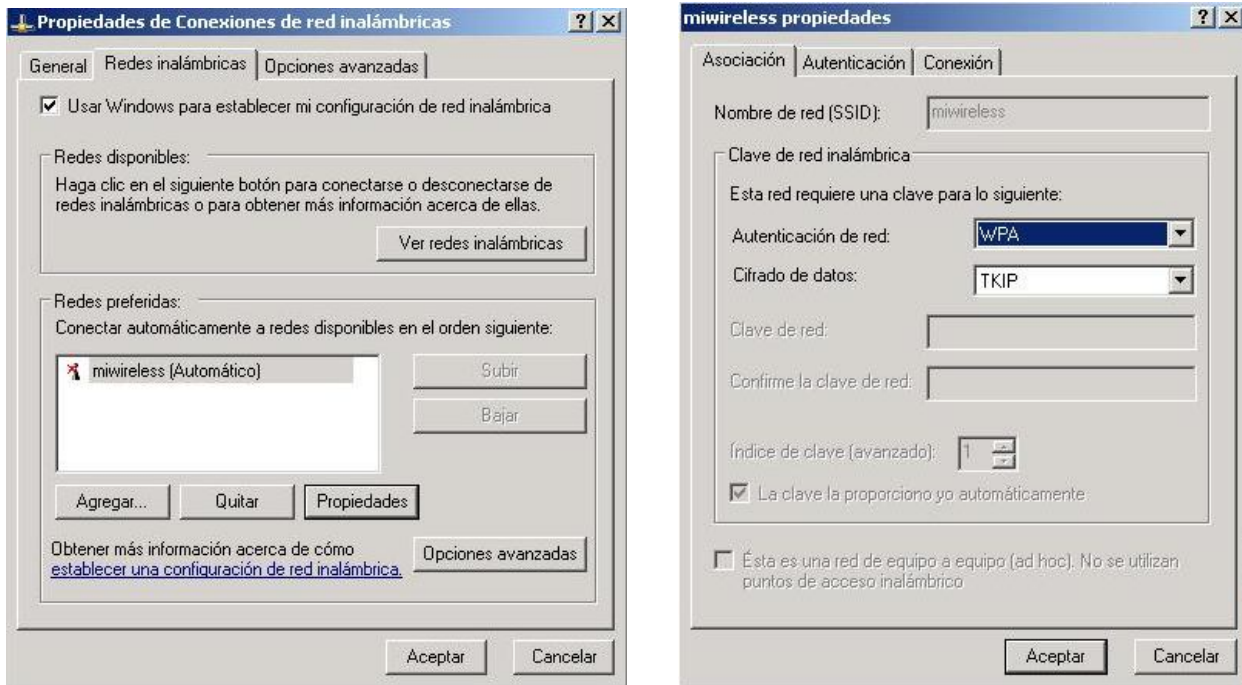 Propiedades de Conexiones de red inalámbricas
General
Redes inalámbricas
Opciones avanzadas
Usar Windows para establecer mi configuración de red inalámbrica
Redes disponibles:
Haga clic en el siguiente botón para conectarse o desconectarse de
redes inalámbricas o para obtener más información acerca de ellas.
Ver redes inalámbricas
Redes preferidas:
Conectar automáticamente a redes disponibles en el orden siguiente:
miwireless (Automático)
Subir
Bajar
Agregar...
Quitar
Propiedades
Obtener más información acerca de cómo
establecer una configuración de red inalámbrica.
Opciones avanzadas
Aceptar
Cancelar
miwireless propiedades
Asociación
Autenticación
Conexión
Nombre de red (SSID):
miwireless
Clave de red inalámbrica
Esta red requiere una clave para lo siguiente:
Autenticación de red:
WPA
Cifrado de datos:
TKIP
Clave de red:
Confirme la clave de red:
Índice de clave (avanzado):
1
La clave la proporciono yo automáticamente
Ésta es una red de equipo a equipo (ad hoc). No se utilizan
puntos de acceso inalámbrico
Aceptar
Cancelar